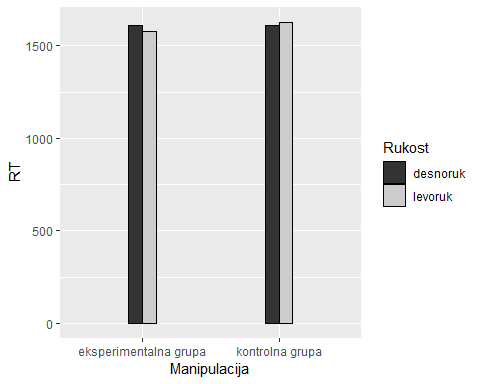 RT
1500
1000
500
0
eksperimentalna grupa
kontrolna grupa
Manipulacija
Rukost
desnoruk
levoruk